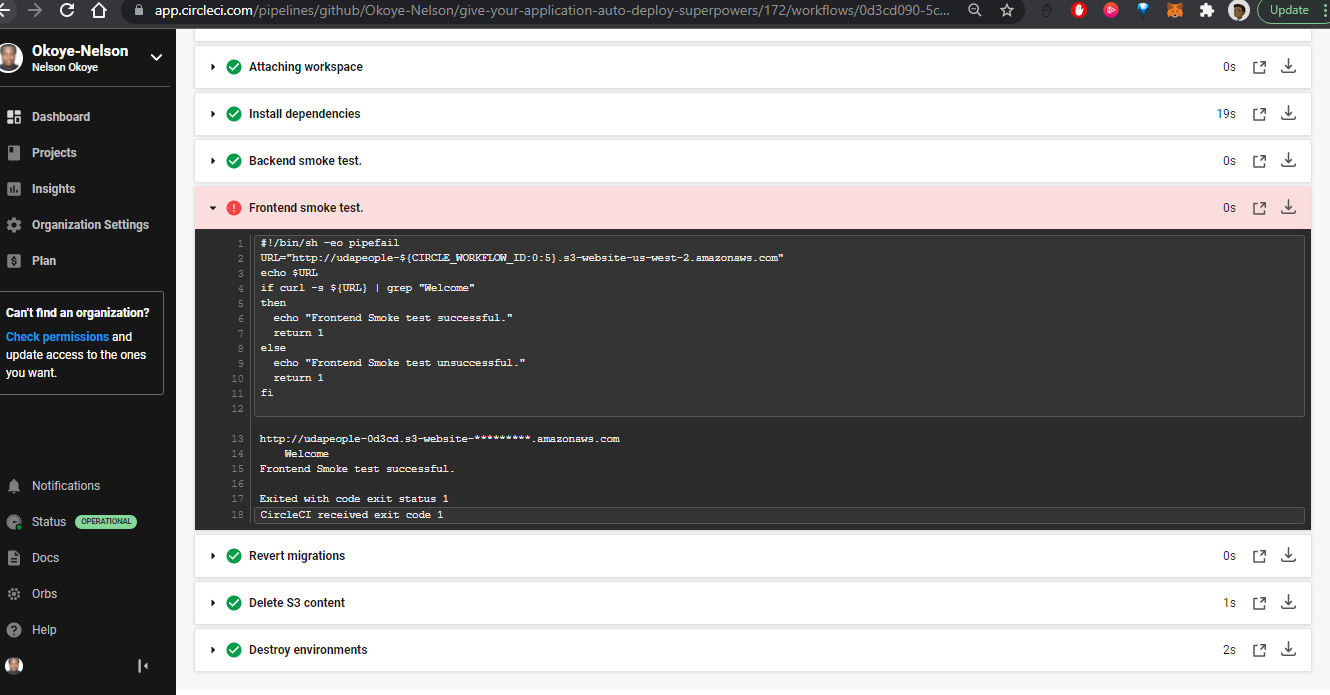 app.circleci.com/pipelines/github/Okoye-Nelson/give-your-application-auto-deploy-superpowers/172/workflows/0d3cd090-5c...
Update
Okoye-Nelson
Nelson Okoye
Dashboard
Projects
Insights
Organization Settings
Plan
Can't find an organization?
Check permissions and
update access to the ones
you want.
Notifications
Status OPERATIONAL
Docs
Orbs
Help
Attaching workspace 0s
Install dependencies 19s
Backend smoke test. 0s
Frontend smoke test. 0s
1 #!/bin/sh -eo pipefail
2 URL="http://udapeople-${CIRCLE_WORKFLOW_ID:0:5}.s3-website-us-west-2.amazonaws.com"
3 echo $URL
4 if curl -s ${URL} | grep "Welcome"
5 then
6   echo "Frontend Smoke test successful."
7   return 1
8 else
9   echo "Frontend Smoke test unsuccessful."
10   return 1
11 fi
12
13 http://udapeople-0d3cd.s3-website-*********.amazonaws.com
14     Welcome
15 Frontend Smoke test successful.
16
17 Exited with code exit status 1
18 CircleCI received exit code 1
Revert migrations 0s
Delete S3 content 1s
Destroy environments 2s